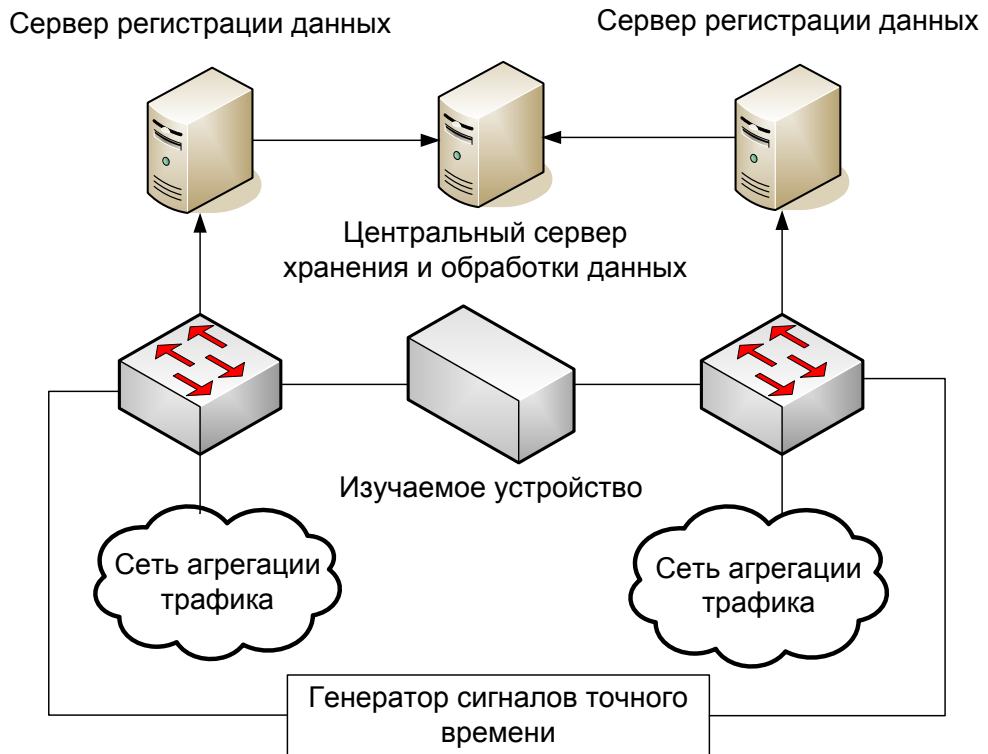 Сервер регистрации данных
Сервер регистрации данных
Центральный сервер
хранения и обработки данных
Изучаемое устройство
Сеть агрегации
трафика
Сеть агрегации
трафика
Генератор сигналов точного
времени